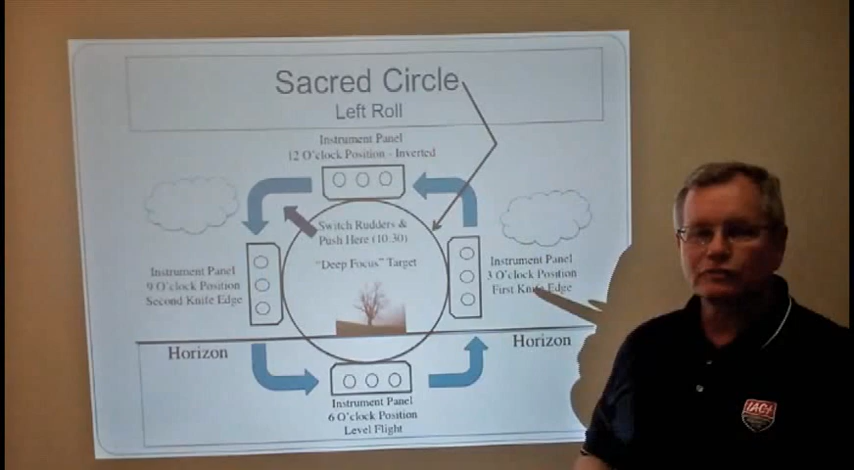 Sacred Circle
Left Roll
Instrument Panel
12 O'clock Position - Inverted
Switch Rudders &
Push Here (10:30)
"Deep Focus" Target
Instrument Panel
9 O'clock Position
Second Knife Edge
Instrument Panel
3 O'clock Position
First Knife Edge
Horizon
Horizon
Instrument Panel
6 O'clock Position
Level Flight
IAC